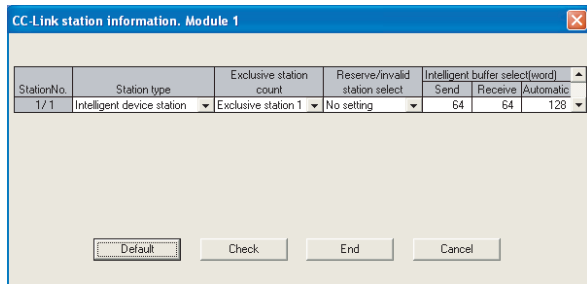 CC-Link station information. Module 1
Exclusive station Reserve/invalid Intelligent buffer select(word)
StationNo. Station type count station select Send Receive Automatic
1/1 Intelligent device station Exclusive station 1 No setting 64 64 128
Default Check End Cancel